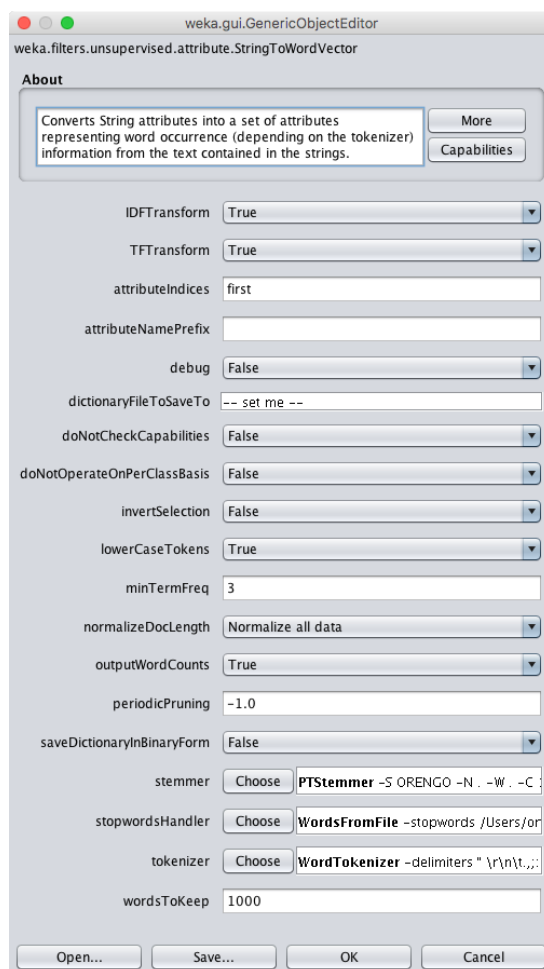 weka.gui.GenericObjectEditor
weka.filters.unsupervised.attribute.StringToWordVector
About
Converts String attributes into a set of attributes
representing word occurrence (depending on the tokenizer)
information from the text contained in the strings.
More
Capabilities
IDFTransform True
TFTransform True
attributeIndices first
attributeNamePrefix
debug False
dictionaryFileToSaveTo -- set me --
doNotCheckCapabilities False
doNotOperateOnPerClassBasis False
invertSelection False
lowerCaseTokens True
minTermFreq 3
normalizeDocLength Normalize all data
outputWordCounts True
periodicPruning -1.0
saveDictionaryInBinaryForm False
stemmer Choose PTStemmer -S ORENGO -N . -W . -C
stopwordsHandler Choose WordsFromFile -stopwords /Users/or
tokenizer Choose WordTokenizer -delimiters " \r\n\t.,;:
wordsToKeep 1000
Open... Save... OK Cancel